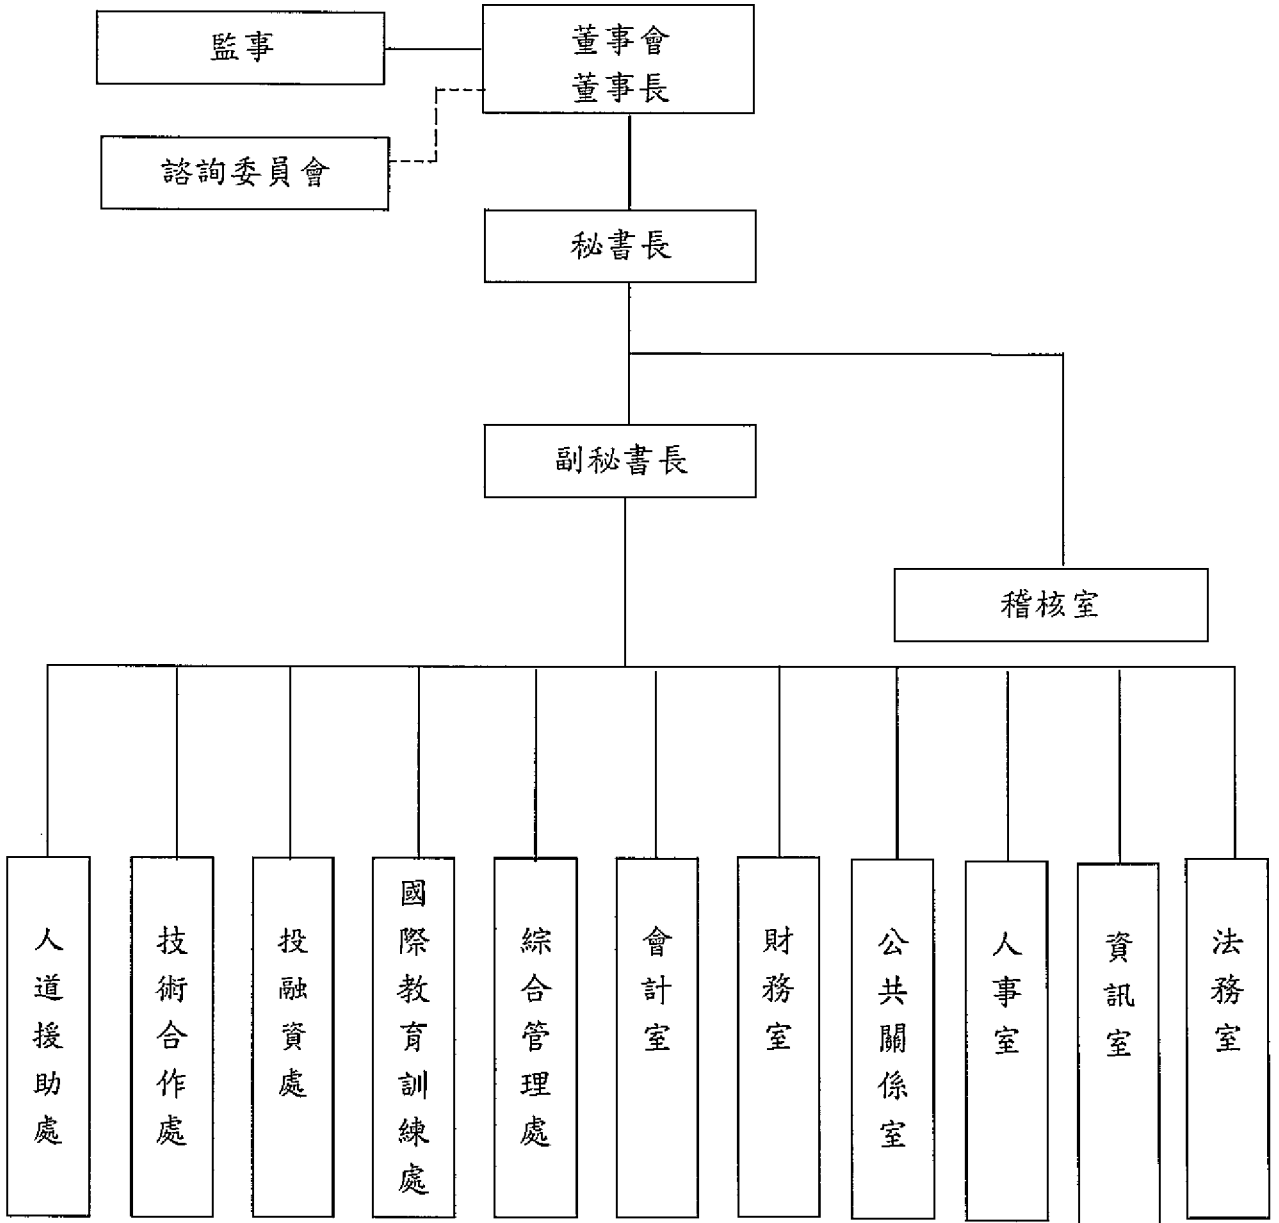 監事
董事會
董事長
諮詢委員會
秘書長
副秘書長
稽核室
人道援助處
技術合作處
投融資處
國際教育訓練處
綜合管理處
會計室
財務室
公共關係室
人事室
資訊室
法務室